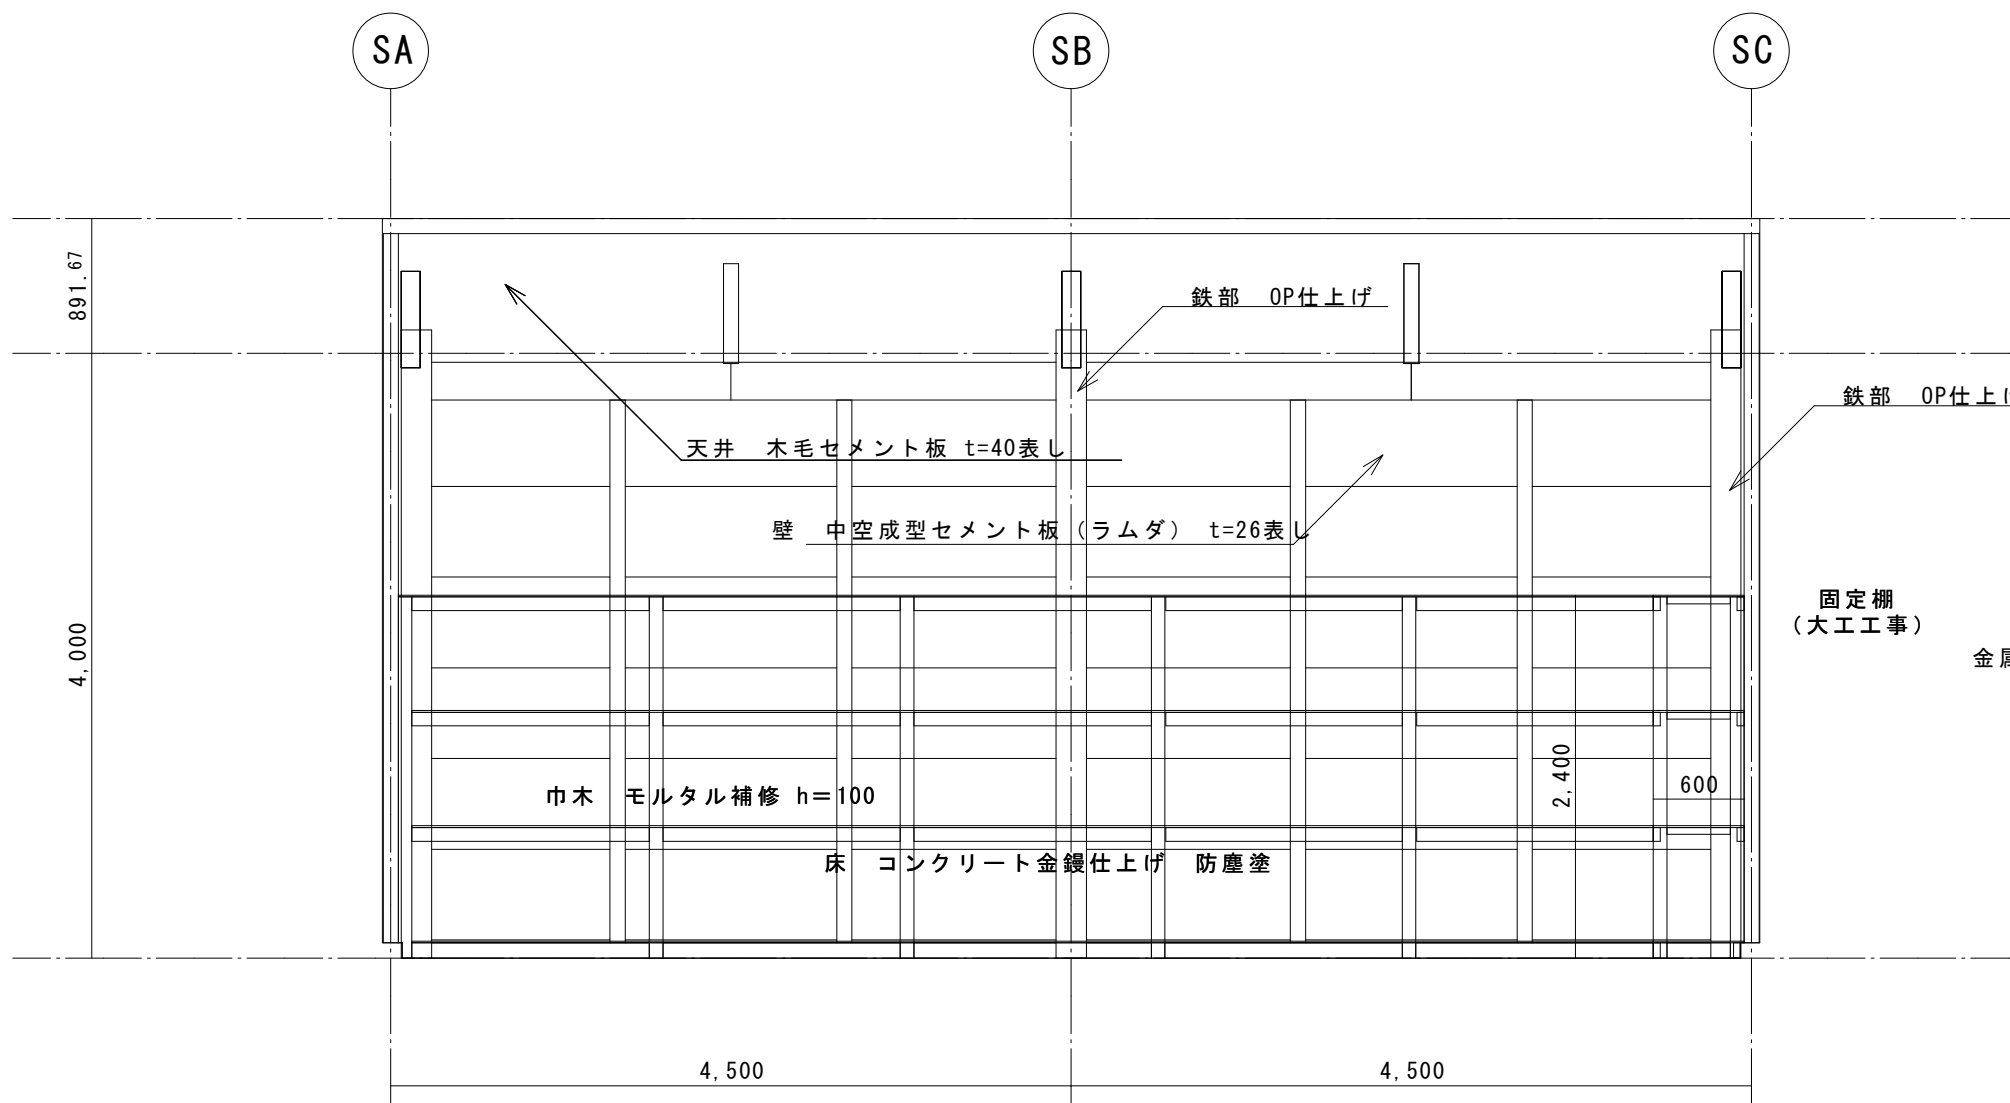 SA
SB
SC
891.67
鉄部 OP仕上げ
鉄部 OP仕上げ
天井 木毛セメント板 t=40表し
壁 中空成型セメント板(ラムダ) t=26表し
固定棚
(大工工事)
金属
4,000
2,400
600
巾木 モルタル補修 h=100
床 コンクリート金鏝仕上げ 防塵塗
4,500
4,500